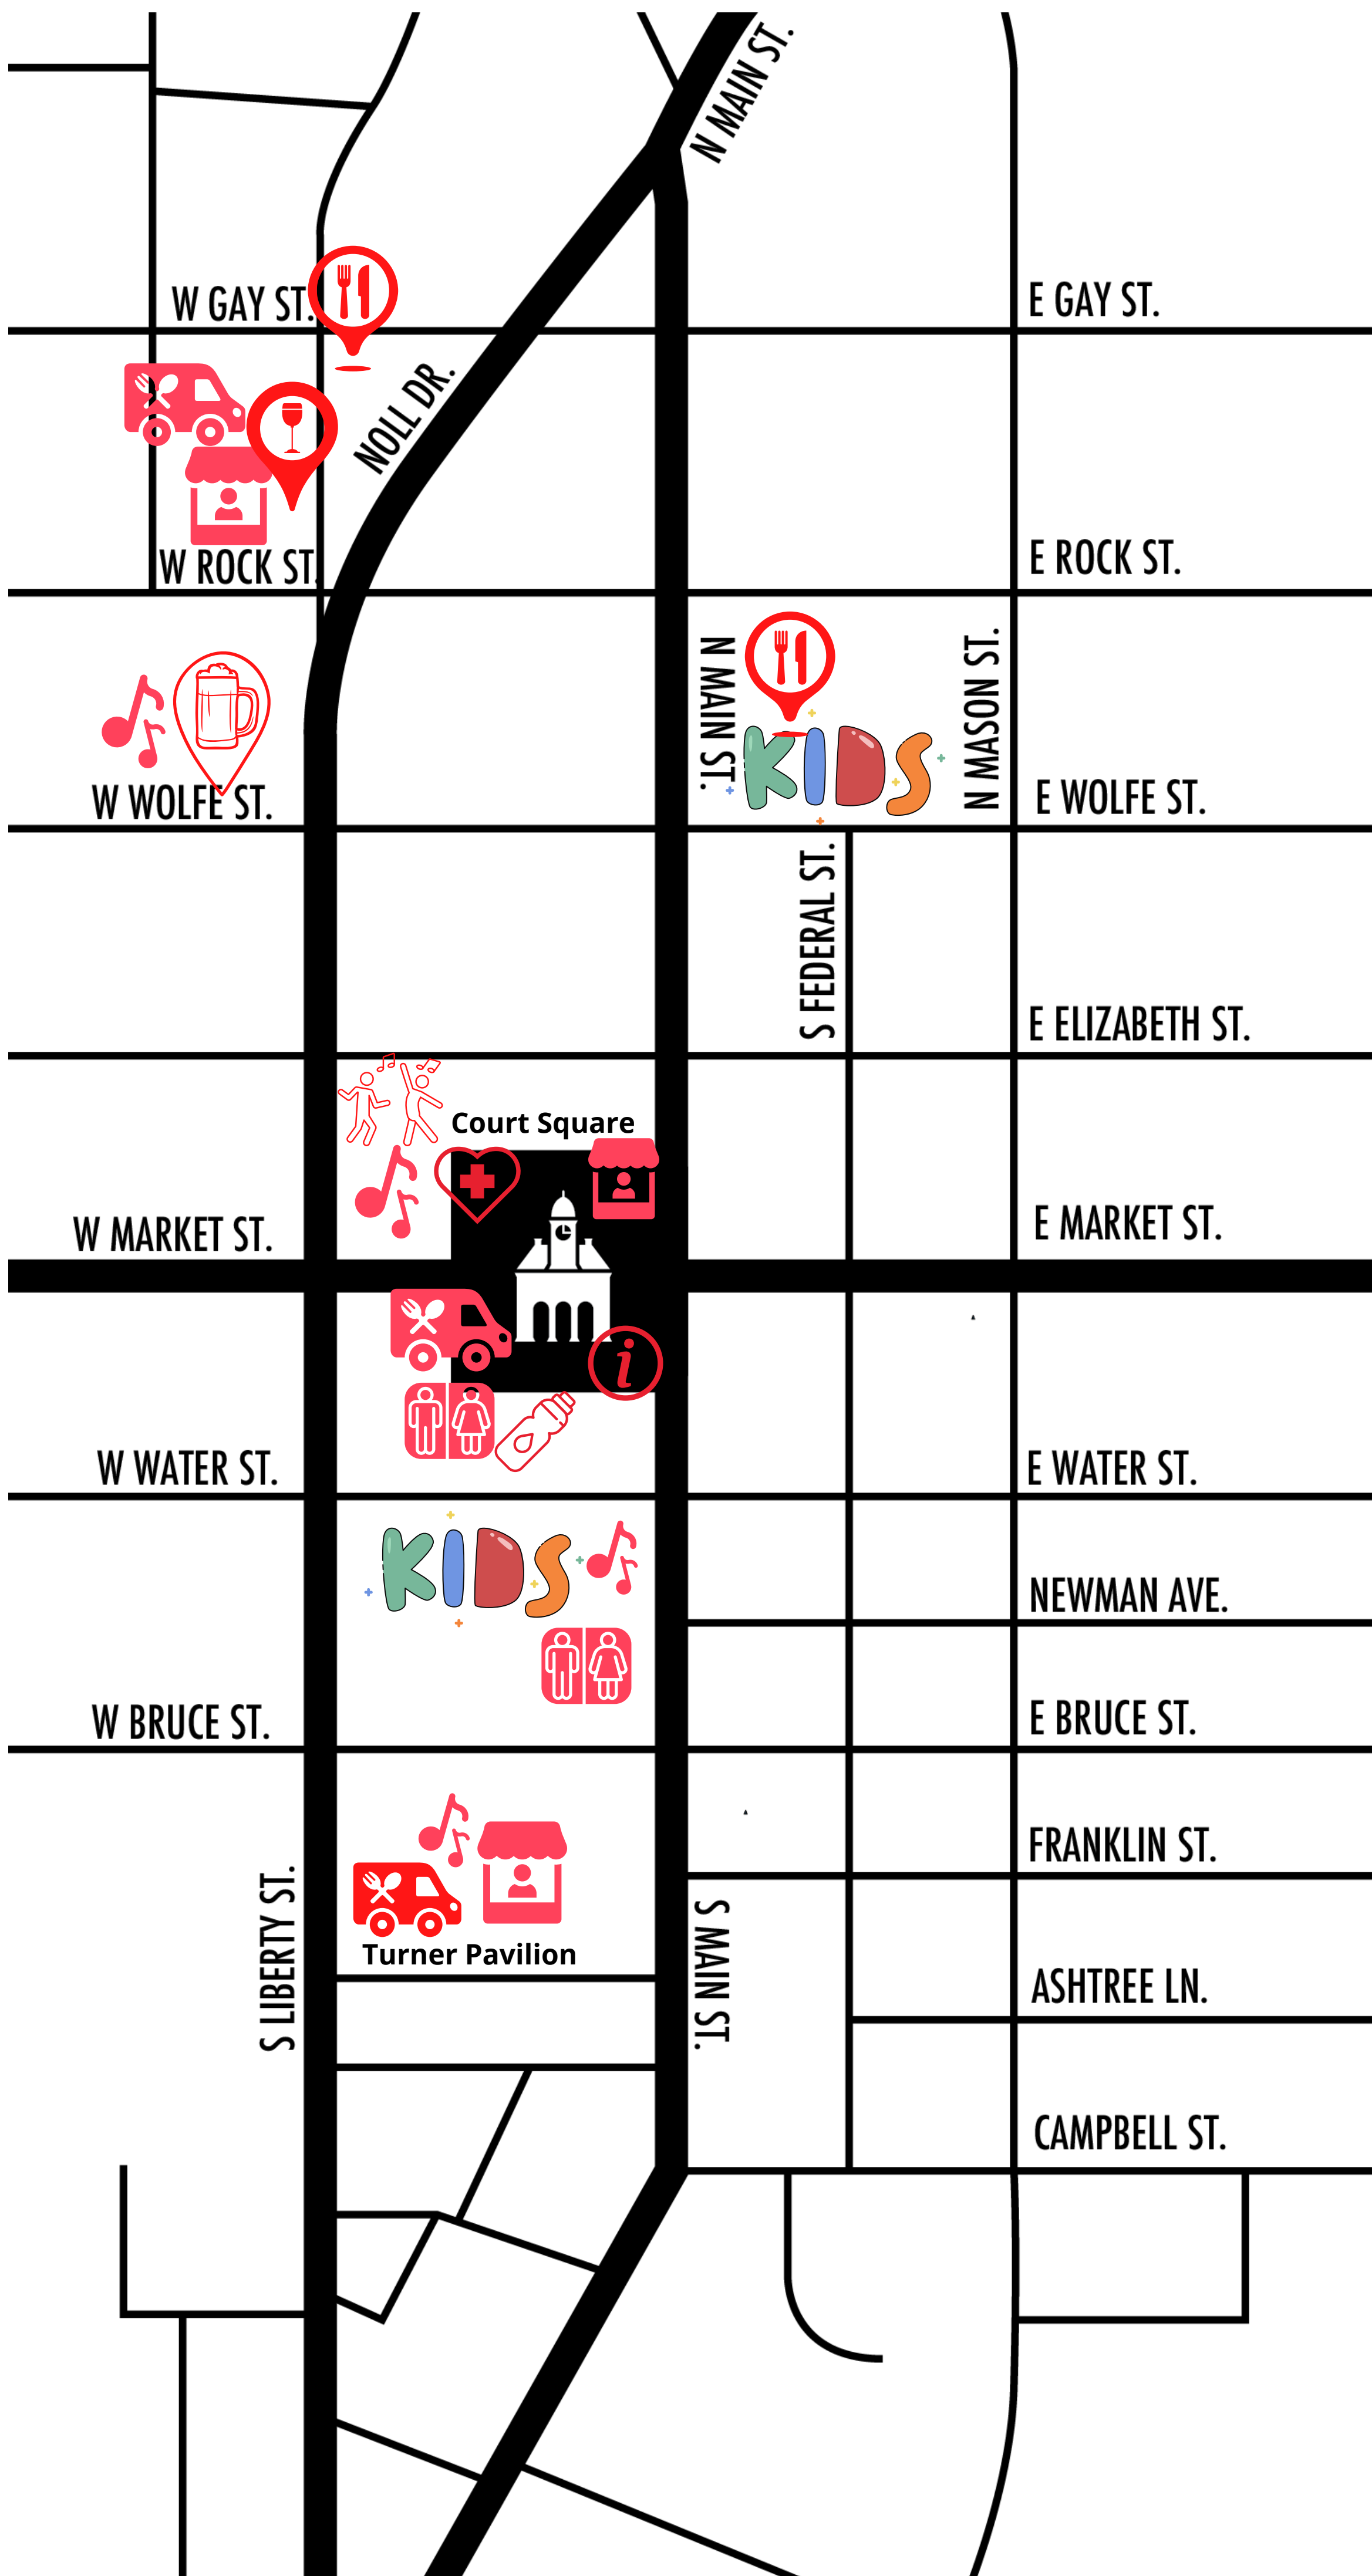 N MAIN ST.
W GAY ST.
E GAY ST.
NOLL DR.
W ROCK ST.
E ROCK ST.
N MAIN ST.
N MASON ST.
KIDS
W WOLFE ST.
E WOLFE ST.
S FEDERAL ST.
E ELIZABETH ST.
Court Square
W MARKET ST.
E MARKET ST.
i
W WATER ST.
E WATER ST.
KIDS
NEWMAN AVE.
W BRUCE ST.
E BRUCE ST.
FRANKLIN ST.
S LIBERTY ST.
Turner Pavilion
S MAIN ST.
ASHTREE LN.
CAMPBELL ST.